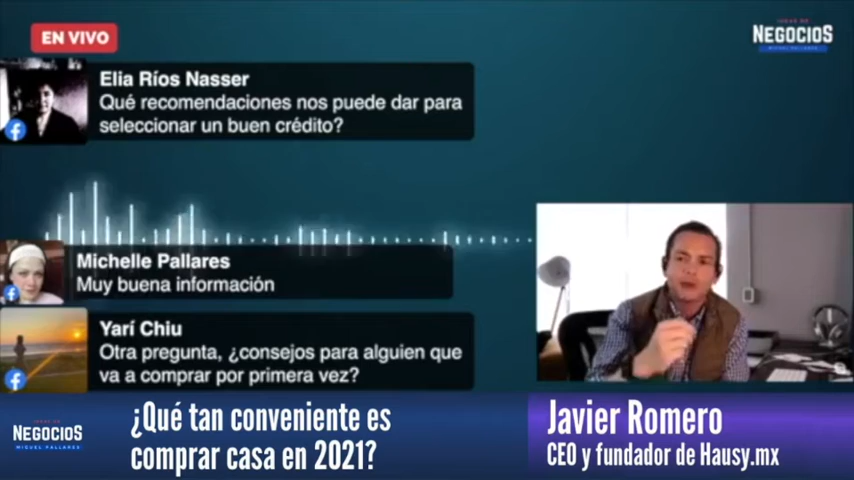 EN VIVO
IDEAS DE
NEGOCIOS
MIGUEL PALLARES
Elia Ríos Nasser
Qué recomendaciones nos puede dar para
seleccionar un buen crédito?
Michelle Pallares
Muy buena información
Yarí Chiu
Otra pregunta, ¿consejos para alguien que
va a comprar por primera vez?
IDEAS DE
NEGOCIOS
MIGUEL PALLARES
¿Qué tan conveniente es
comprar casa en 2021?
Javier Romero
CEO y fundador de Hausy.mx